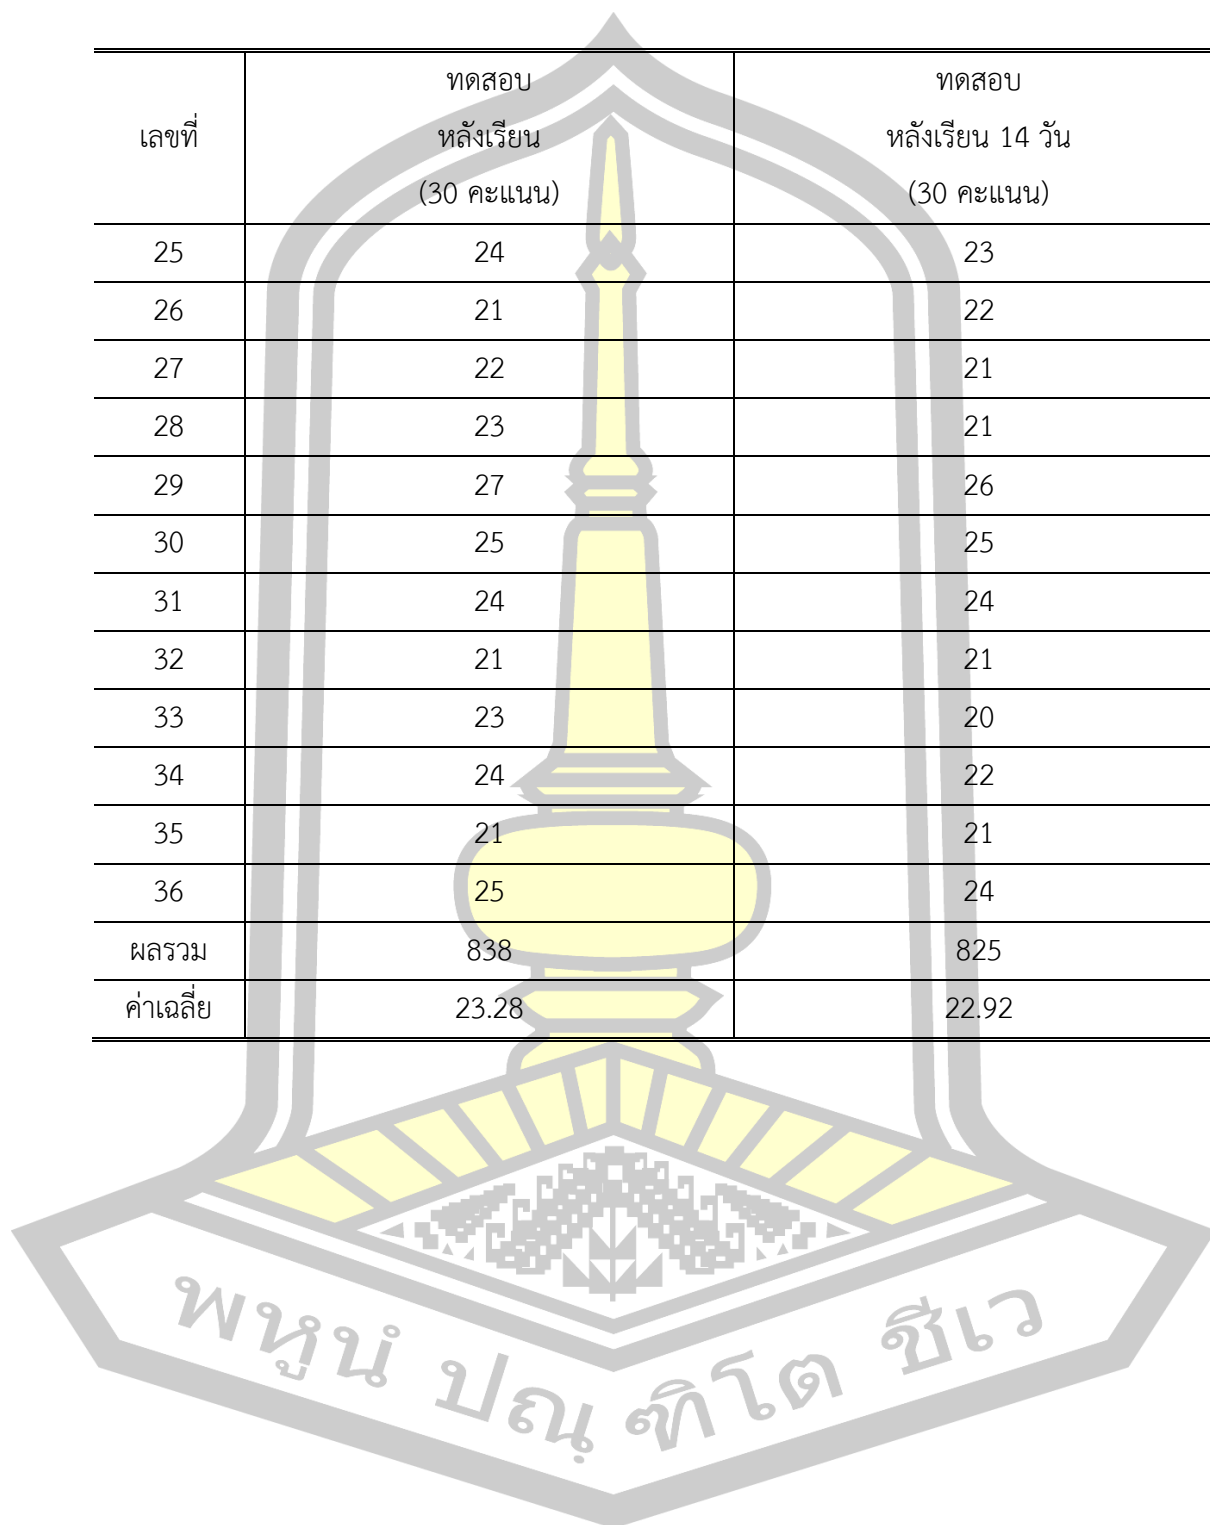 เลขที่
ทดสอบ
หลังเรียน
(30 คะแนน)
ทดสอบ
หลังเรียน 14 วัน
(30 คะแนน)
25 24 23
26 21 22
27 22 21
28 23 21
29 27 26
30 25 25
31 24 24
32 21 21
33 23 20
34 24 22
35 21 21
36 25 24
ผลรวม 838 825
ค่าเฉลี่ย 23.28 22.92
พหูนํ ปณฺ ฑิโต ชีเว